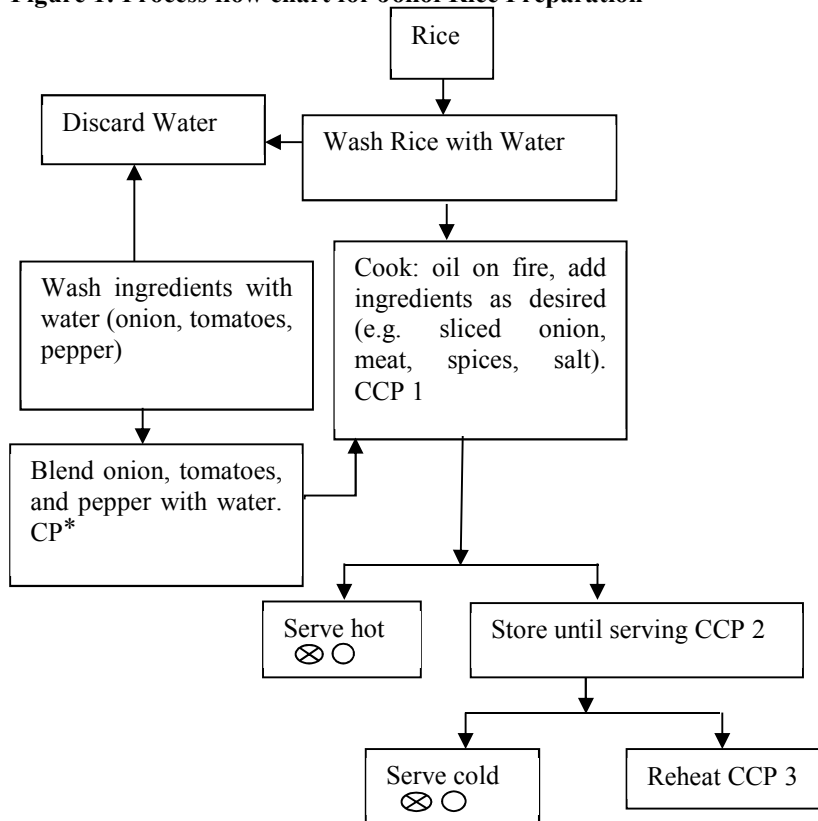 Figure 1: Process flow chart for Rice Preparation
Rice
Discard Water
Wash Rice with Water
Wash ingredients with
water (onion, tomatoes,
pepper)
Cook: oil on fire, add
ingredients as desired
(e.g. sliced onion,
meat, spices, salt).
CCP 1
Blend onion, tomatoes,
and pepper with water.
CP*
Serve hot
Store until serving CCP 2
Serve cold
Reheat CCP 3